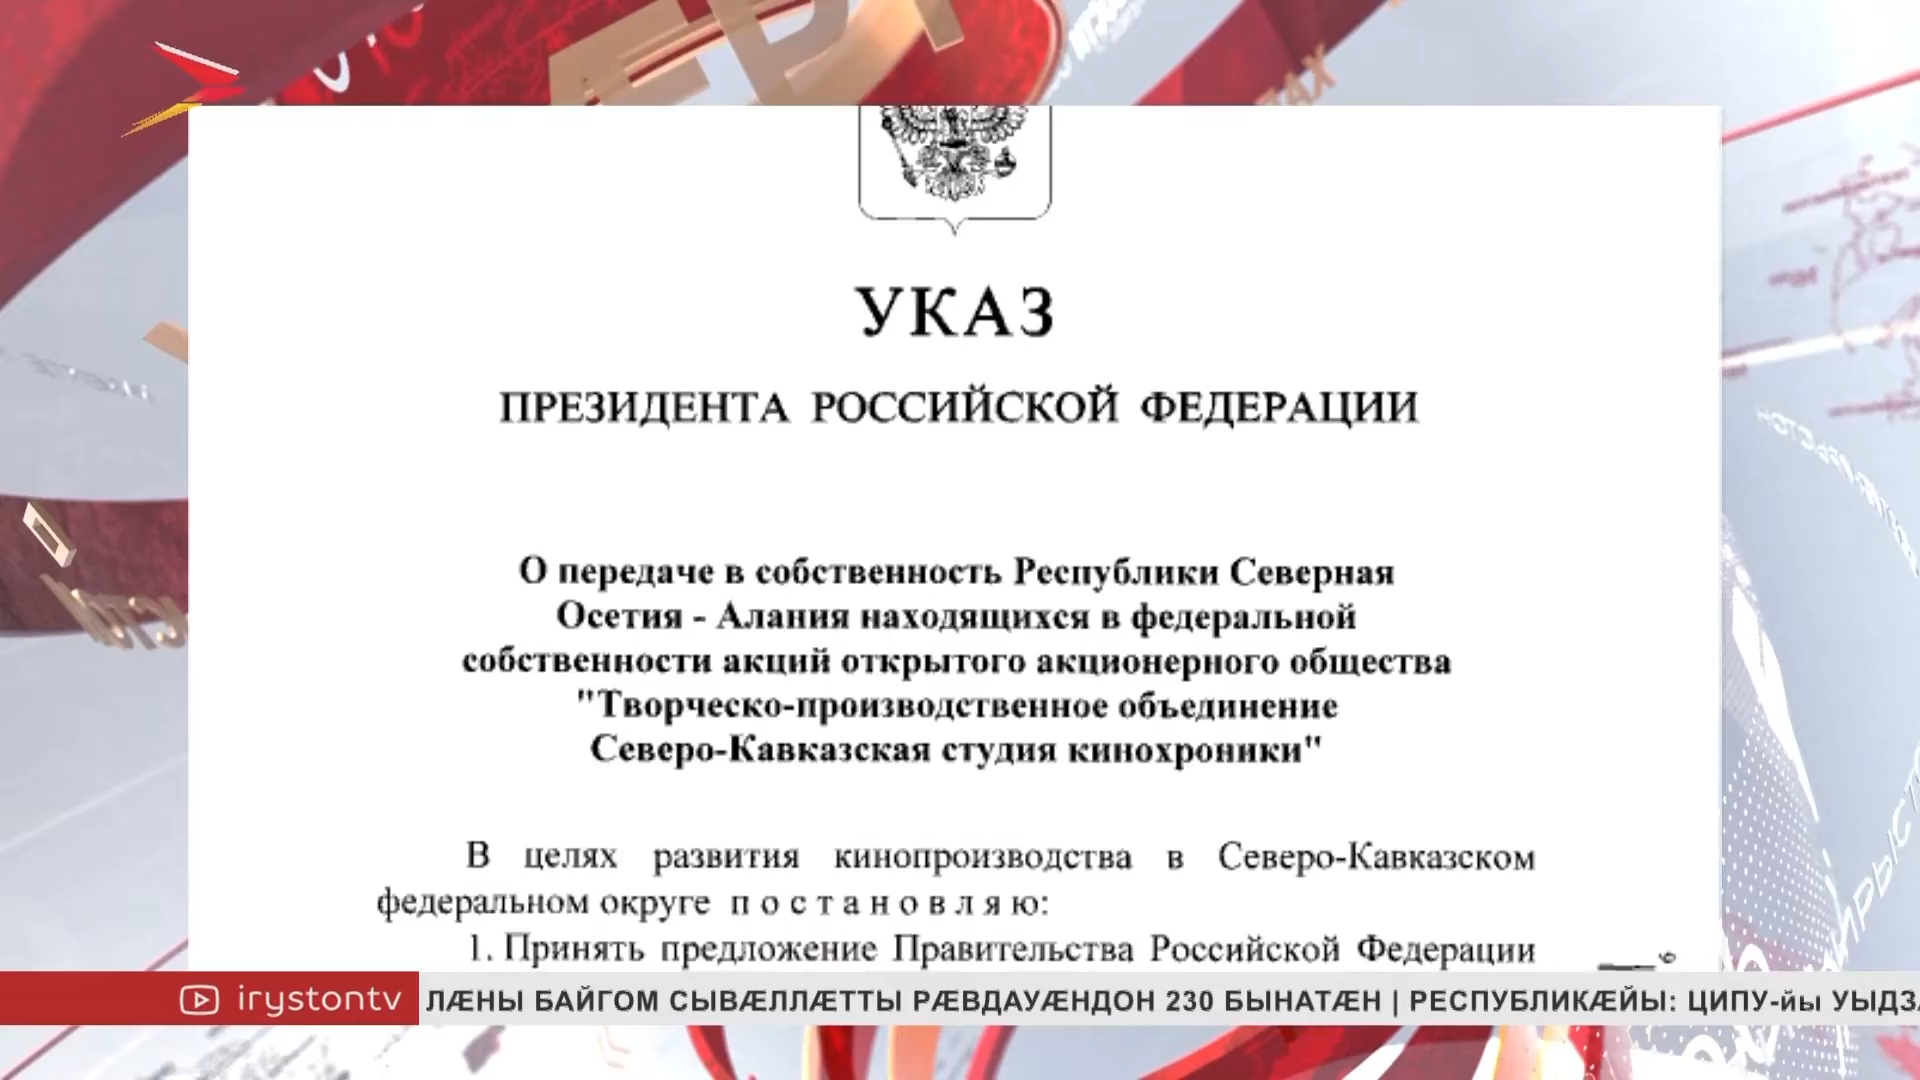 УКАЗ
ПРЕЗИДЕНТА РОССИЙСКОЙ ФЕДЕРАЦИИ
О передаче в собственность Республики Северная
Осетия - Алания находящихся в федеральной
собственности акций открытого акционерного общества
"Творческо-производственное объединение
Северо-Кавказская студия кинохроники"
В целях развития кинопроизводства в Северо-Кавказском
федеральном округе п о с т а н о в л я ю:
1. Принять предложение Правительства Российской Федерации
irystontv
ЛÆНЫ БАЙГОМ СЫВÆЛЛÆТТЫ РÆВДАУÆНДОН 230 БЫНАТÆН | РЕСПУБЛИКÆЙЫ: ЦИПУ-йы